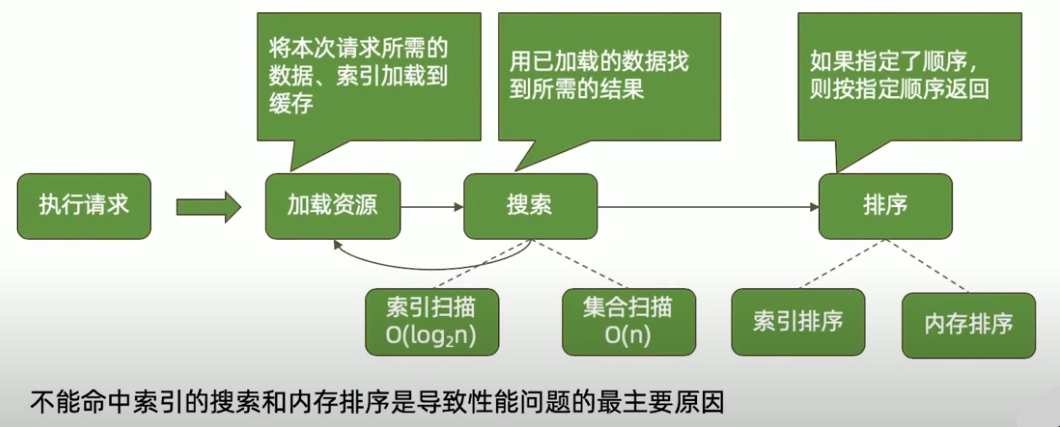 将本次请求所需的
数据、索引加载到
缓存
用已加载的数据找
到所需的结果
如果指定了顺序，
则按指定顺序返回
执行请求
加载资源
搜索
排序
索引扫描
O(log₂n)
集合扫描
O(n)
索引排序
内存排序
不能命中索引的搜索和内存排序是导致性能问题的最主要原因